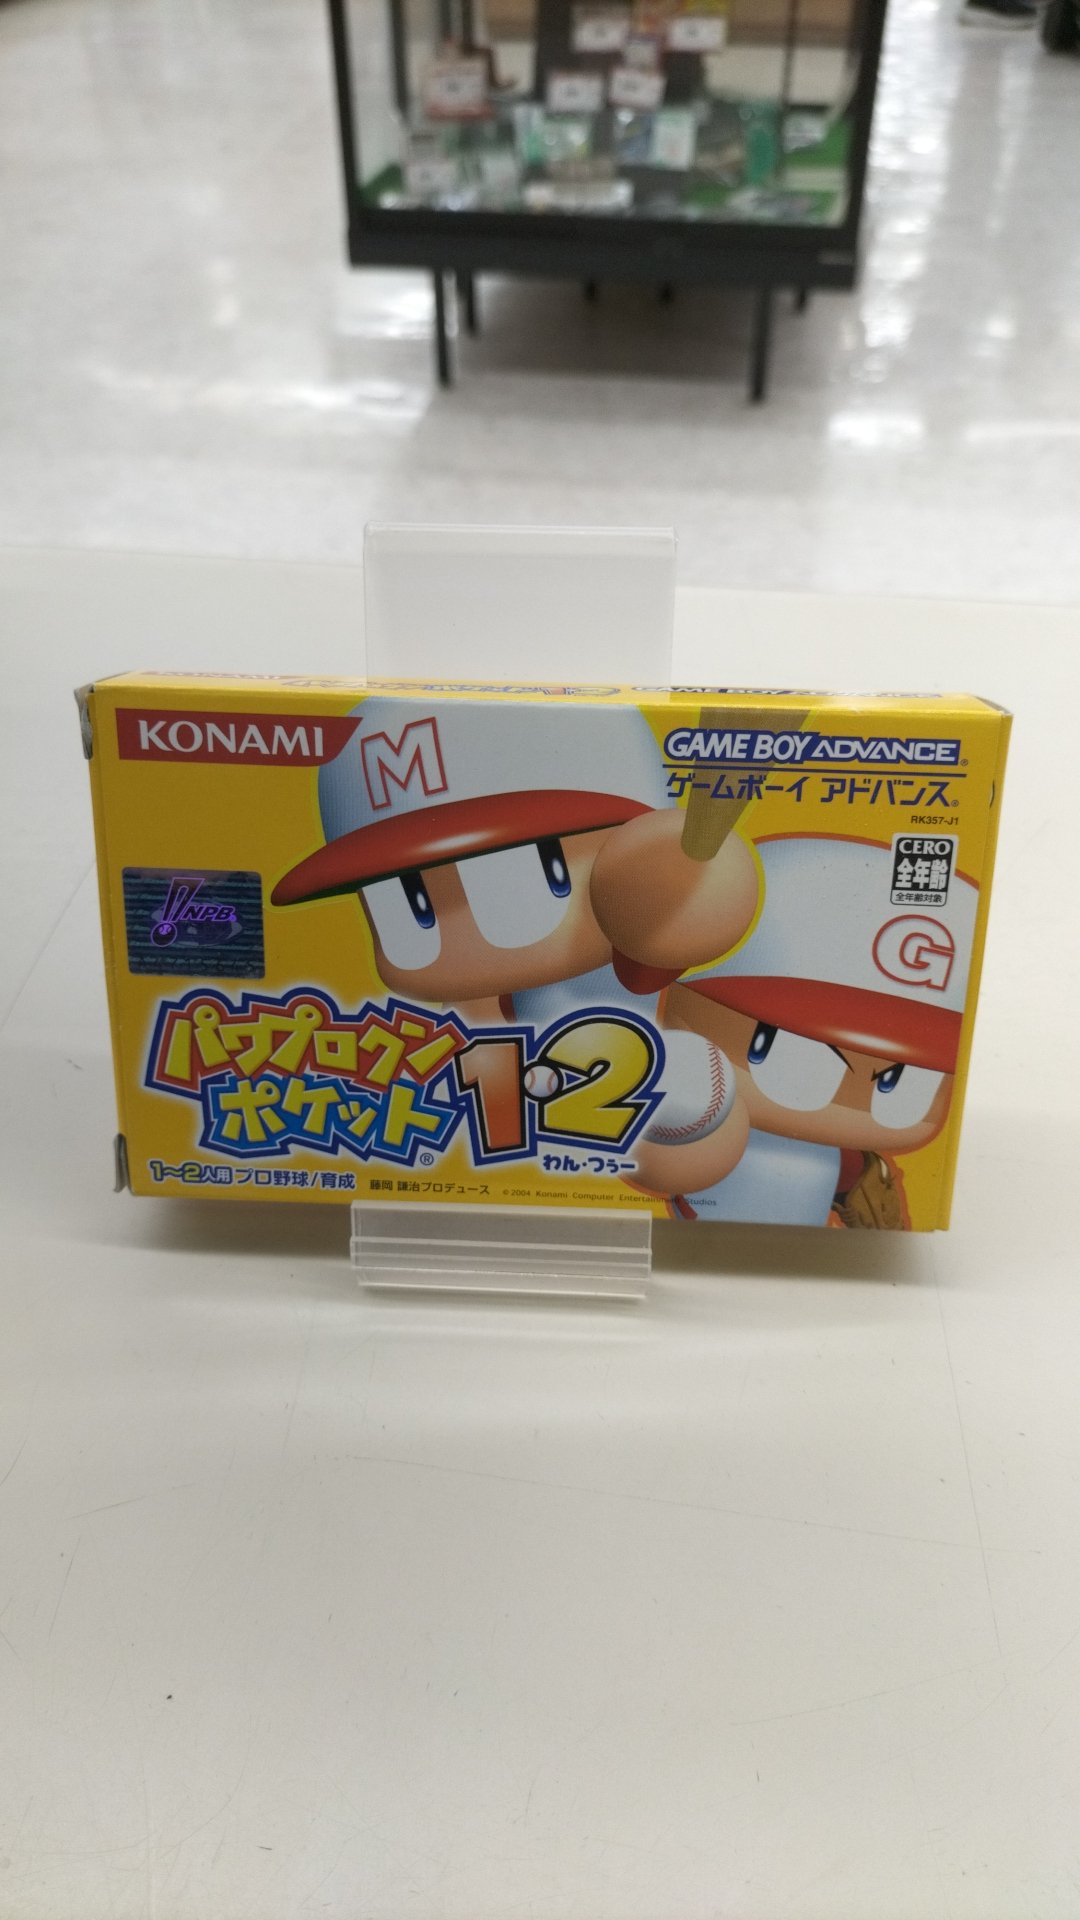 KONAMI
M
GAME BOY ADVANCE®
ゲームボーイ アドバンス®
RK357-J1
CERO
全年齢
全年齢対象
G
NPB
パワプロクン
ポケット®
1・2
わん・つぅー
1〜2人用 プロ野球/育成
藤岡 謙治プロデュース
©2004 Konami Computer Entertainment Studios